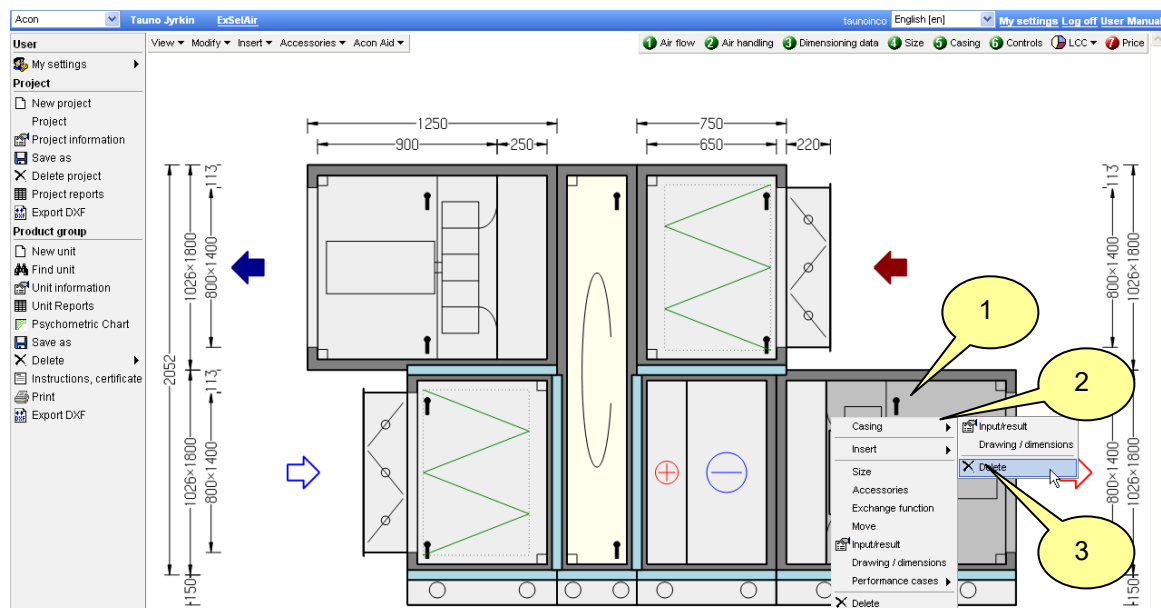 Acon Tauno Jyrkin ExSelAir taunoinco English [en] My settings Log off User Manua
User View Modify Insert Accessories Acon Aid 1 Air flow 2 Air handling 3 Dimensioning data 4 Size 5 Casing 6 Controls LCC 7 Price
My settings
Project
New project
Project
Project information
Save as
Delete project
Project reports
Export DXF
Product group
New unit
Find unit
Unit information
Unit Reports
Psychometric Chart
Save as
Delete
Instructions, certificate
Print
Export DXF
1250
750
900
250
650
220
113
1026×1800
800×1400
2052
113
1026×1800
800×1400
150
113
800×1400
1026×1800
800×1400
1026×1800
150
1
2
3
Casing
Insert
Size
Accessories
Exchange function
Move
Input/result
Drawing / dimensions
Performance cases
Delete
Input/result
Drawing / dimensions
Delete